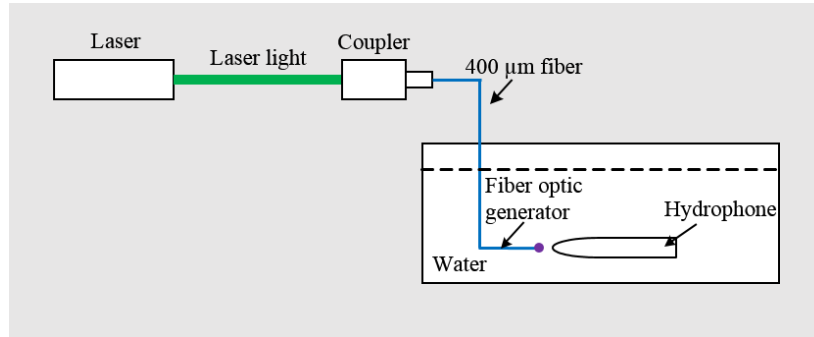 Laser
Laser light
Coupler
400 µm fiber
Fiber optic
generator
Hydrophone
Water